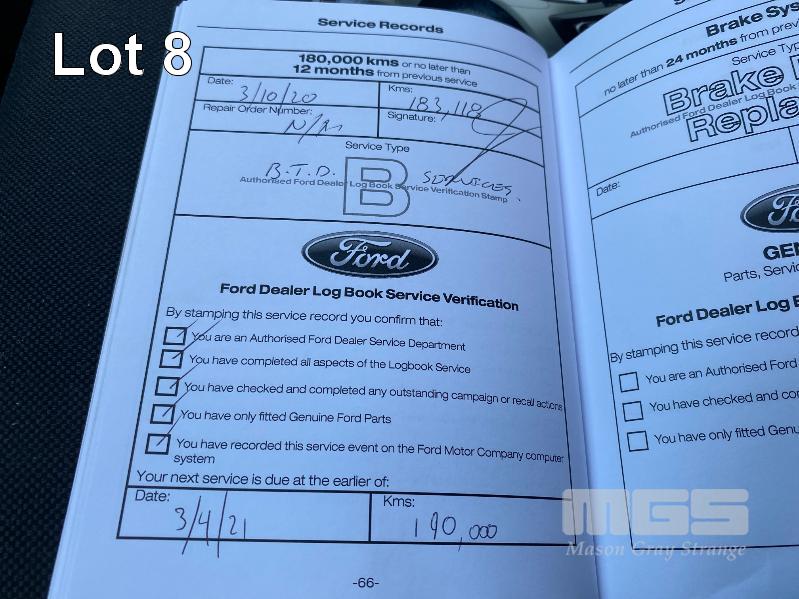 Lot 8
Service Records
180,000 kms or no later than
12 months from previous service
Date: 3/10/20
Kms: 183,118
Repair Order Number: N/A
Signature:
Service Type
B.T.D. SERVICES.
B
Authorised Ford Dealer Log Book Service Verification Stamp
Ford
Ford Dealer Log Book Service Verification
By stamping this service record you confirm that:
You are an Authorised Ford Dealer Service Department
You have completed all aspects of the Logbook Service
You have checked and completed any outstanding campaign or recall actions
You have only fitted Genuine Ford Parts
You have recorded this service event on the Ford Motor Company computer
system
Your next service is due at the earlier of:
Date: 3/4/21
Kms: 190,000
-66-
Brake Sys
no later than 24 months from previ
Service Typ
Brake
Authorised Ford Dealer Log Book
Repla
Date:
Fo
GE
Parts, Servi
Ford Dealer Log B
By stamping this service record
You are an Authorised Ford
You have checked and co
You have only fitted Genu
MGS
Mason Gray Strange